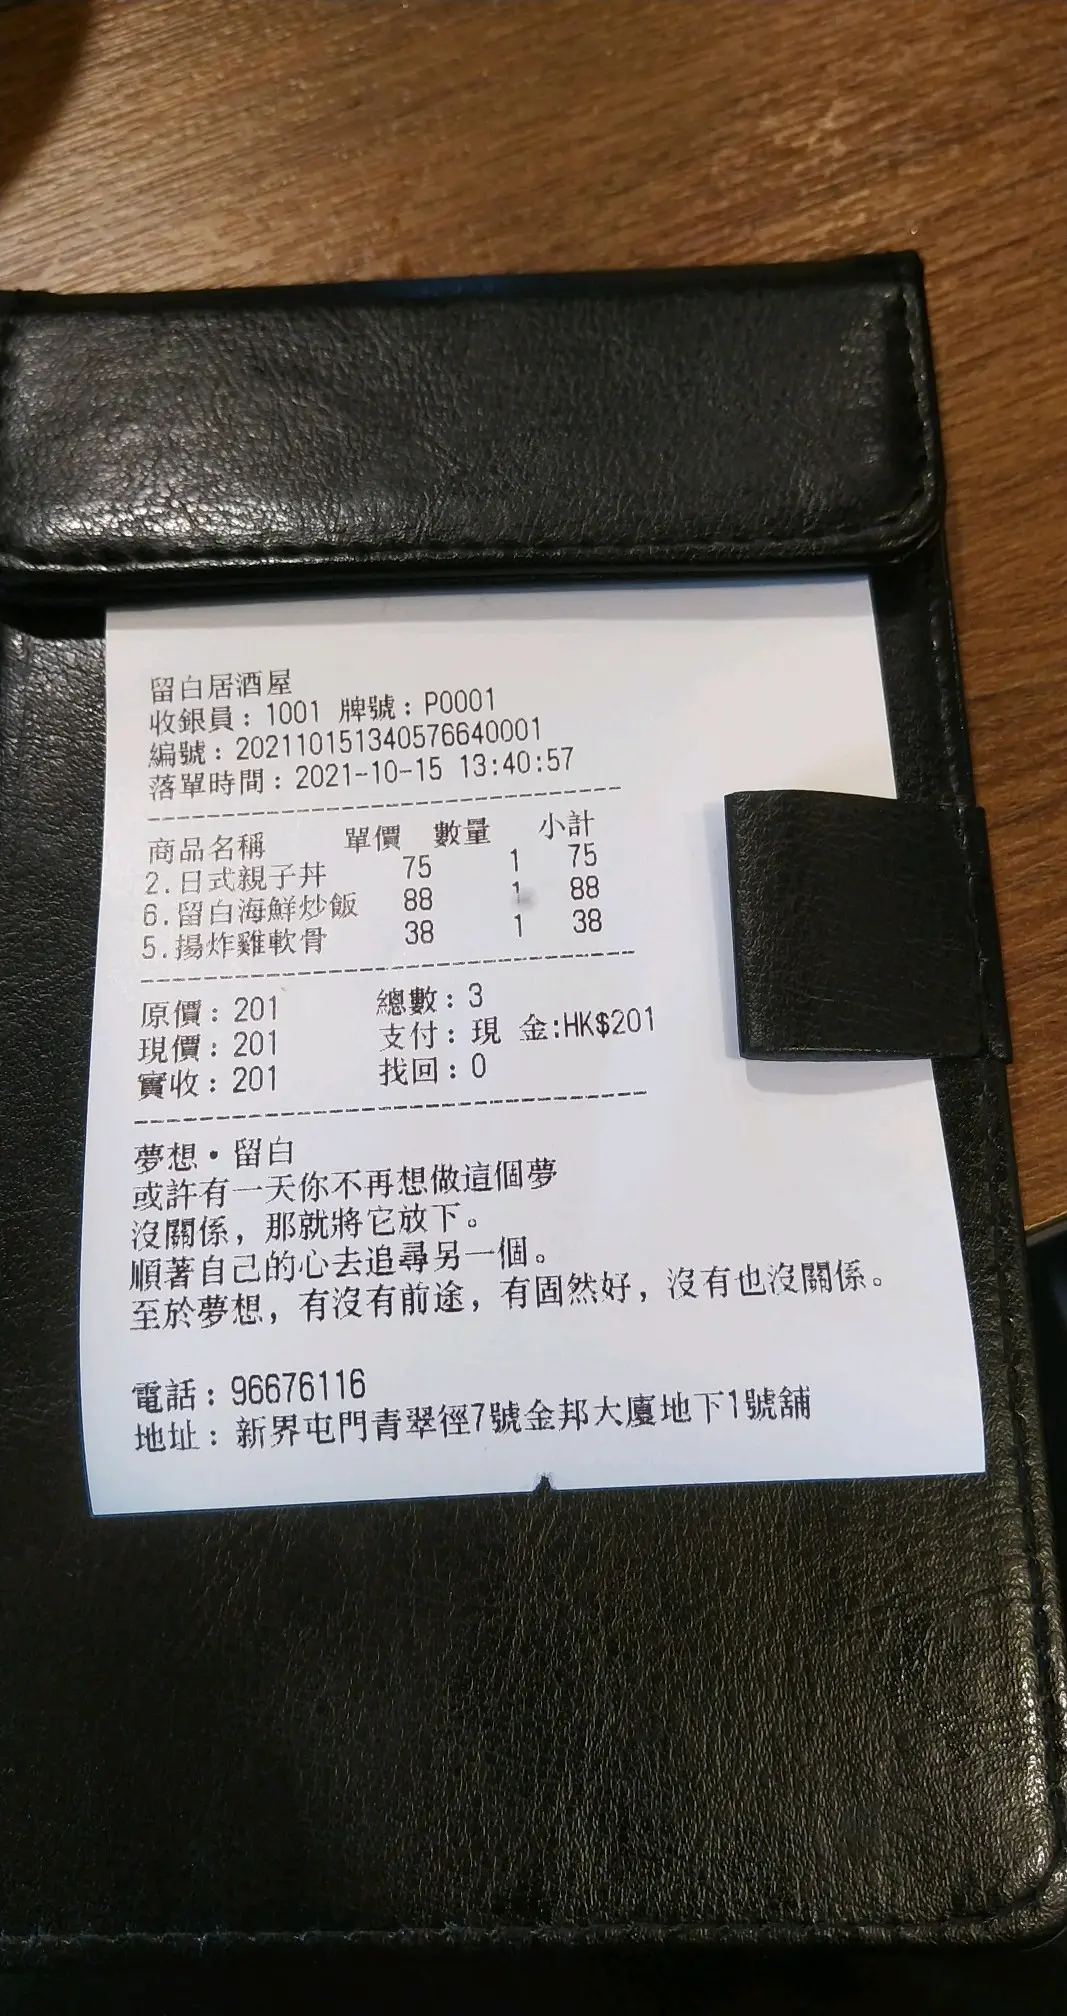 留白居酒屋
收銀員：1001 牌號：P0001
編號：202110151340576640001
落單時間：2021-10-15 13:40:57
商品名稱 單價 數量 小計
2.日式親子丼 75 1 75
6.留白海鮮炒飯 88 1 88
5.揚炸雞軟骨 38 1 38
原價：201 總數：3
現價：201 支付：現 金:HK$201
實收：201 找回：0
夢想•留白
或許有一天你不再想做這個夢
沒關係，那就將它放下。
順著自己的心去追尋另一個。
至於夢想，有沒有前途，有固然好，沒有也沒關係。
電話：96676116
地址：新界屯門青翠徑7號金邦大廈地下1號舖